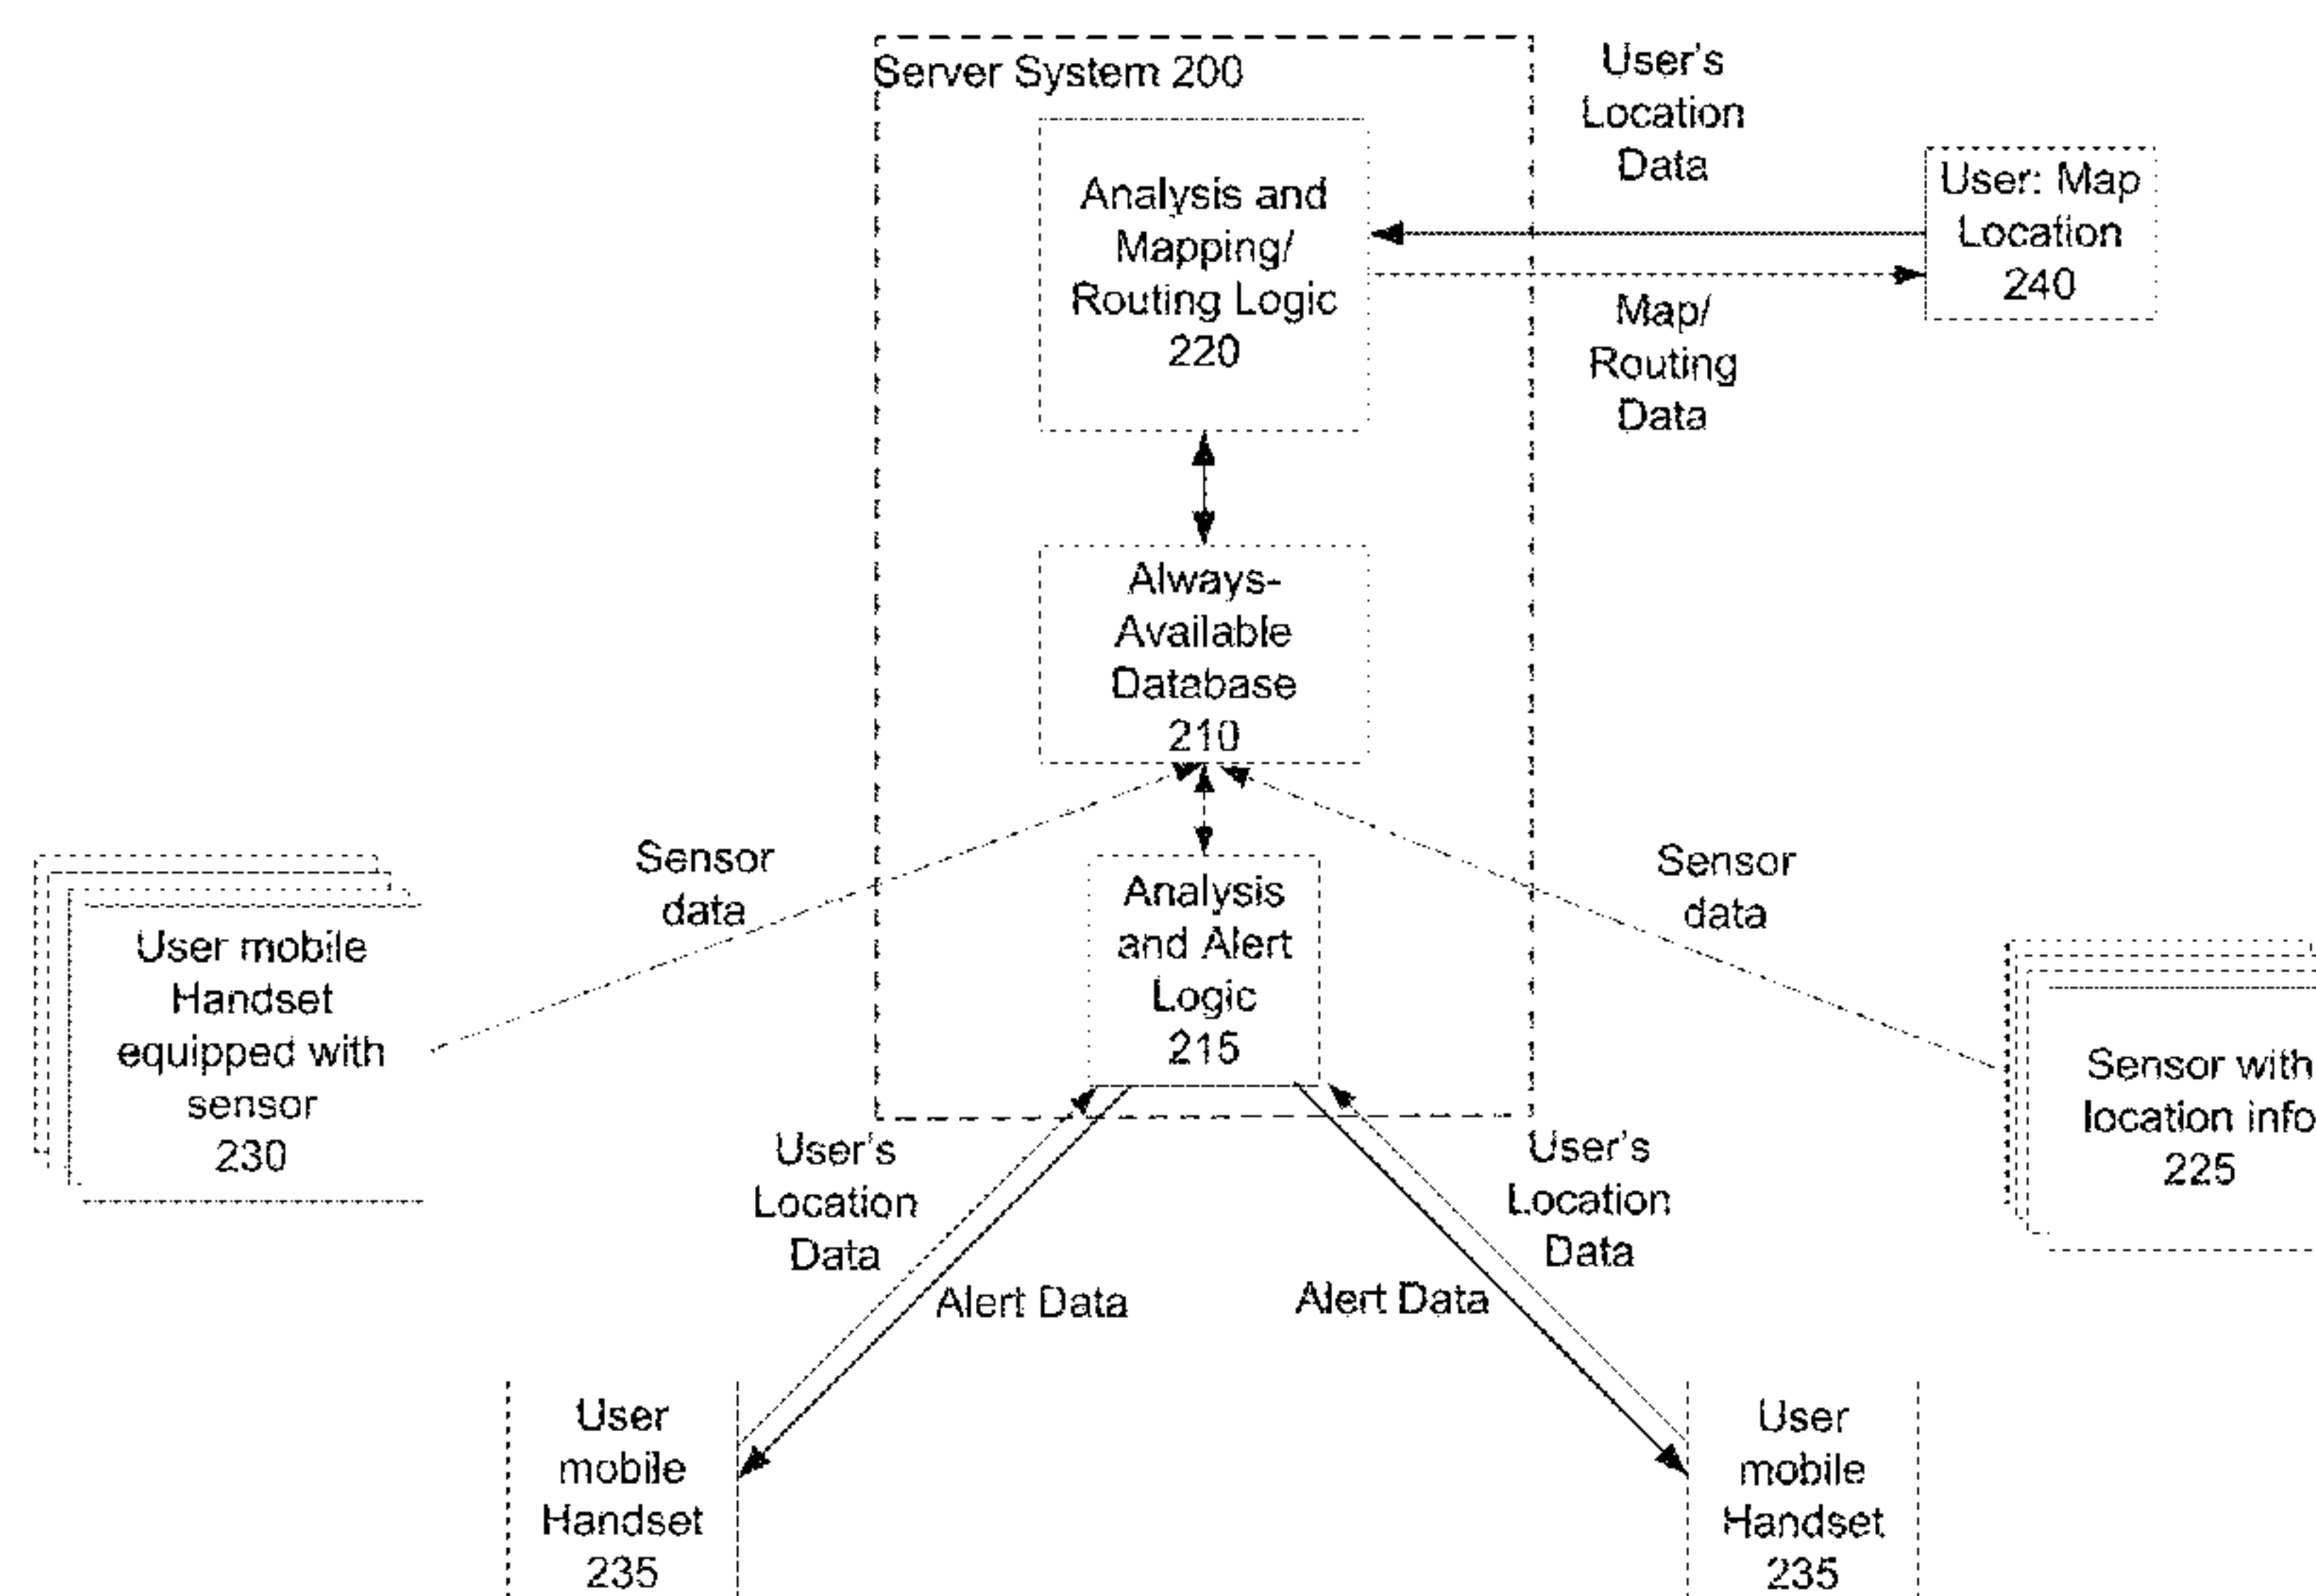 Server System 200
User's
Location
Data
Analysis and
Mapping/
Routing Logic
220
User: Map
Location
240
Map/
Routing
Data
Always-
Available
Database
210
Sensor
data
Sensor
data
Analysis
and Alert
Logic
215
User mobile
Handset
equipped with
sensor
230
Sensor with
location info
225
User's
Location
Data
User's
Location
Data
Alert Data
Alert Data
User
mobile
Handset
235
User
mobile
Handset
235